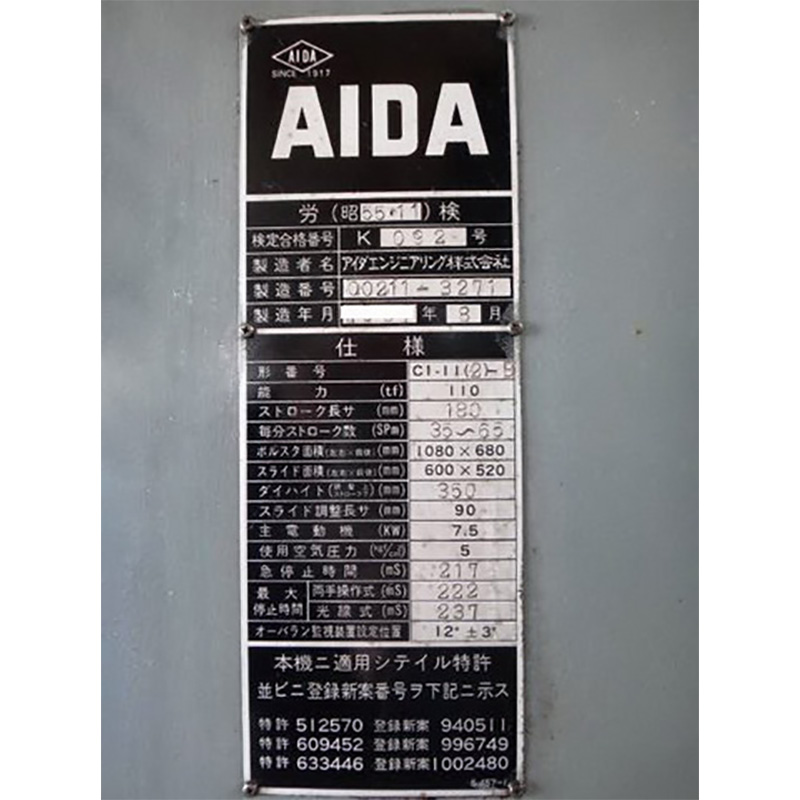 AIDA
SINCE 1917
AIDA
労(昭55・11)検
検定合格番号 K 092 号
製造者名 アイダエンジニアリング株式会社
製造番号 00211-3271
製造年月 年 8 月
仕様
形番号 C1-11(2)-B
能力 (tf) 110
ストローク長サ (mm) 180
毎分ストローク数 (SPm) 35〜65
ボルスタ面積(左右×前後) (mm) 1080×680
スライド面積(左右×前後) (mm) 600×520
ダイハイト (mm) 350
スライド調整長サ (mm) 90
主電動機 (KW) 7.5
使用空気圧力 (kg/cm²) 5
急停止時間 (mS) 217
最大停止時間 両手操作式 (mS) 222
光線式 (mS) 237
オーバラン監視装置設定位置 12°±3°
本機ニ適用シテイル特許
並ビニ登録新案番号ヲ下記ニ示ス
特許 512570 登録新案 940511
特許 609452 登録新案 996749
特許 633446 登録新案 1002480